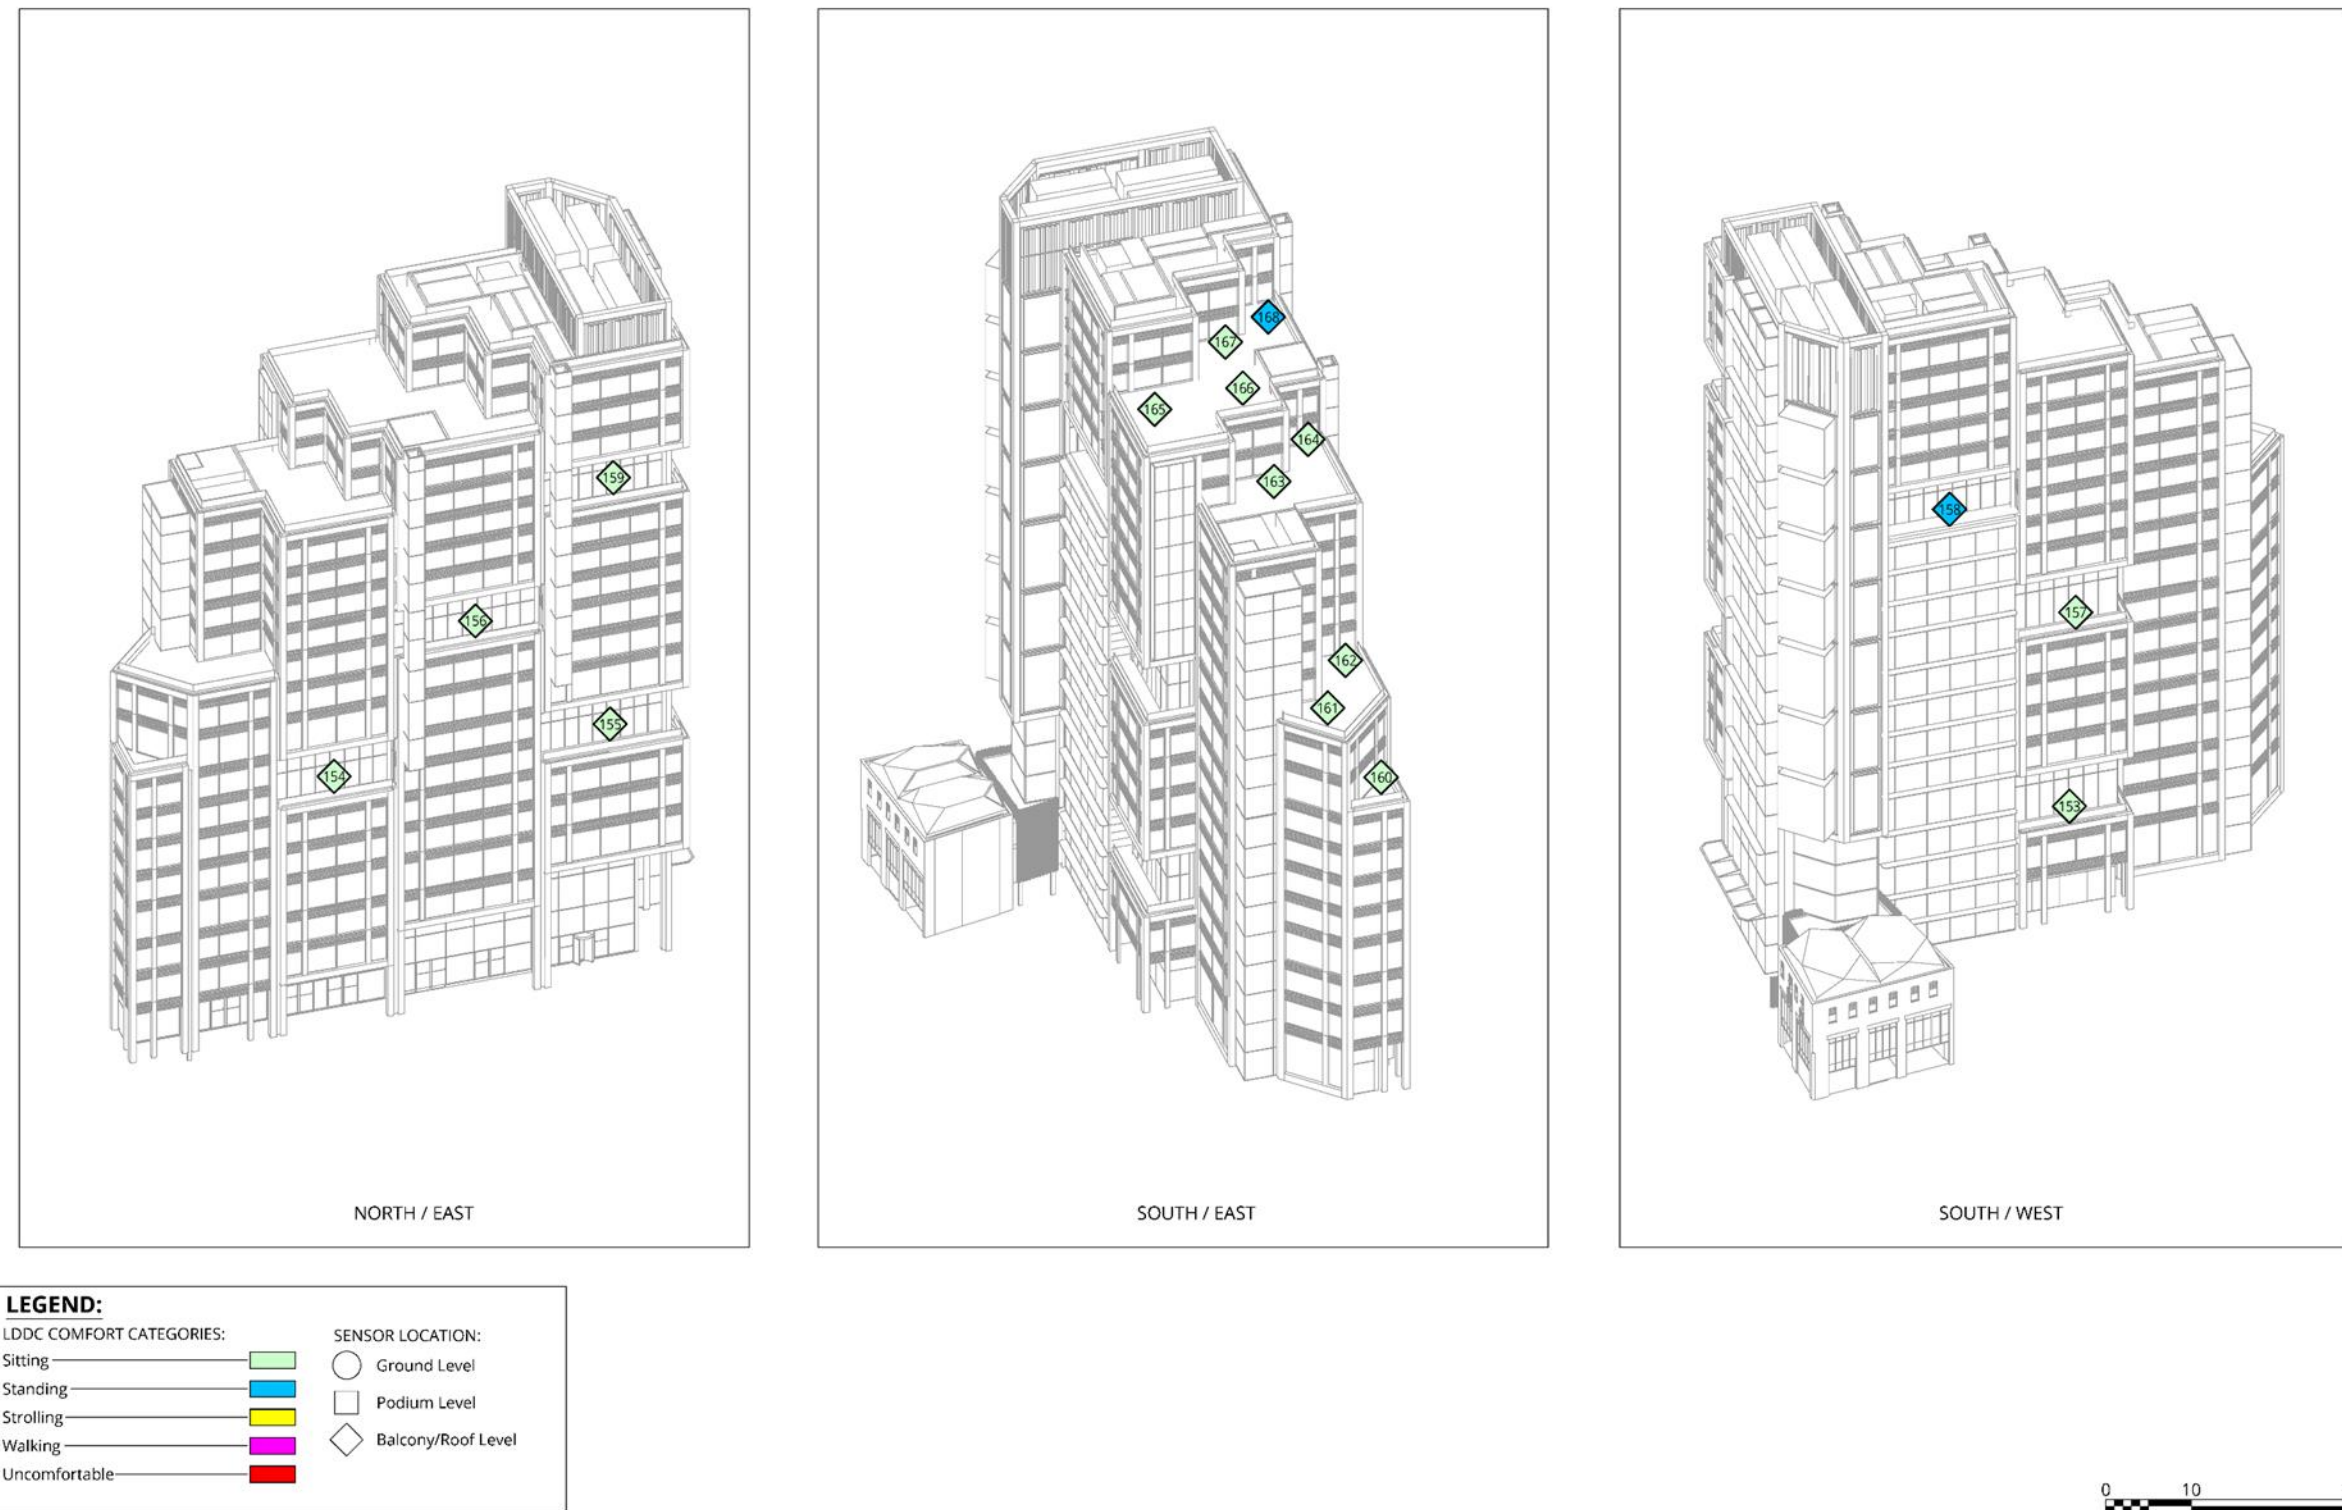 168
167
166
165
164
159
163
158
156
157
162
161
155
154
160
153
NORTH / EAST
SOUTH / EAST
SOUTH / WEST
LEGEND:
LDDC COMFORT CATEGORIES:
Sitting
Standing
Strolling
Walking
Uncomfortable
SENSOR LOCATION:
Ground Level
Podium Level
Balcony/Roof Level
0 10